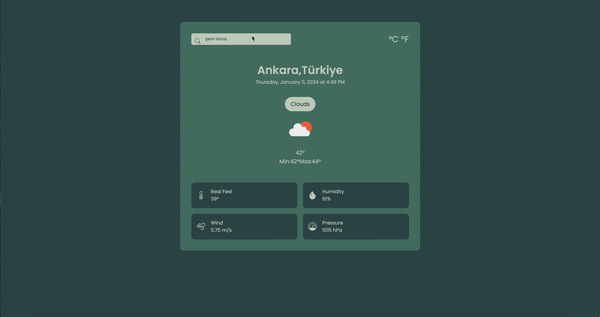 Şehir Giriniz
°C °F
Ankara,Türkiye
Thursday, January 11, 2024 at 4:49 PM
Clouds
42°
Min:42°Max:44°
Real Feel
39°
Humidity
61%
Wind
5.75 m/s
Pressure
1015 hPa